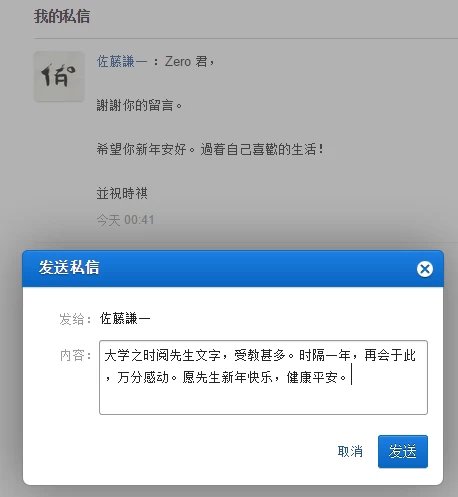 我的私信
佐藤謙一：Zero 君，
謝謝你的留言。
希望你新年安好。過着自己喜歡的生活！
並祝時祺
今天 00:41
发送私信
发给：佐藤謙一
内容：大学之时阅先生文字，受教甚多。时隔一年，再会于此
，万分感动。愿先生新年快乐，健康平安。
取消 发送